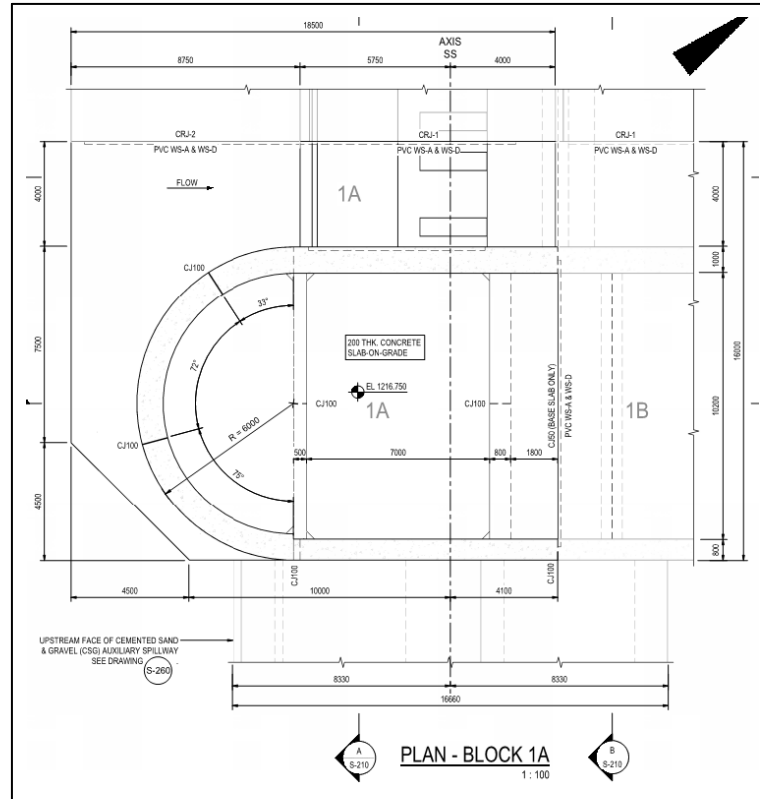 18500
AXIS
SS
8750
5750
4000
CRJ-2
CRJ-1
CRJ-1
PVC WS-A & WS-D
PVC WS-A & WS-D
PVC WS-A & WS-D
4000
4000
FLOW
1A
1000
CJ100
33°
7500
72°
200 THK. CONCRETE
SLAB-ON-GRADE
16000
EL 1216.750
CJ100
1A
CJ100
CJ50 (BASE SLAB ONLY)
PVC WS-A & WS-D
1B
10200
CJ100
R = 6000
75°
500
7000
800
1800
4500
800
CJ100
CJ100
4500
10000
4100
UPSTREAM FACE OF CEMENTED SAND
& GRAVEL (CSG) AUXILIARY SPILLWAY
SEE DRAWING
S-260
8330
8330
16660
A
S-210
PLAN - BLOCK 1A
1 : 100
B
S-210